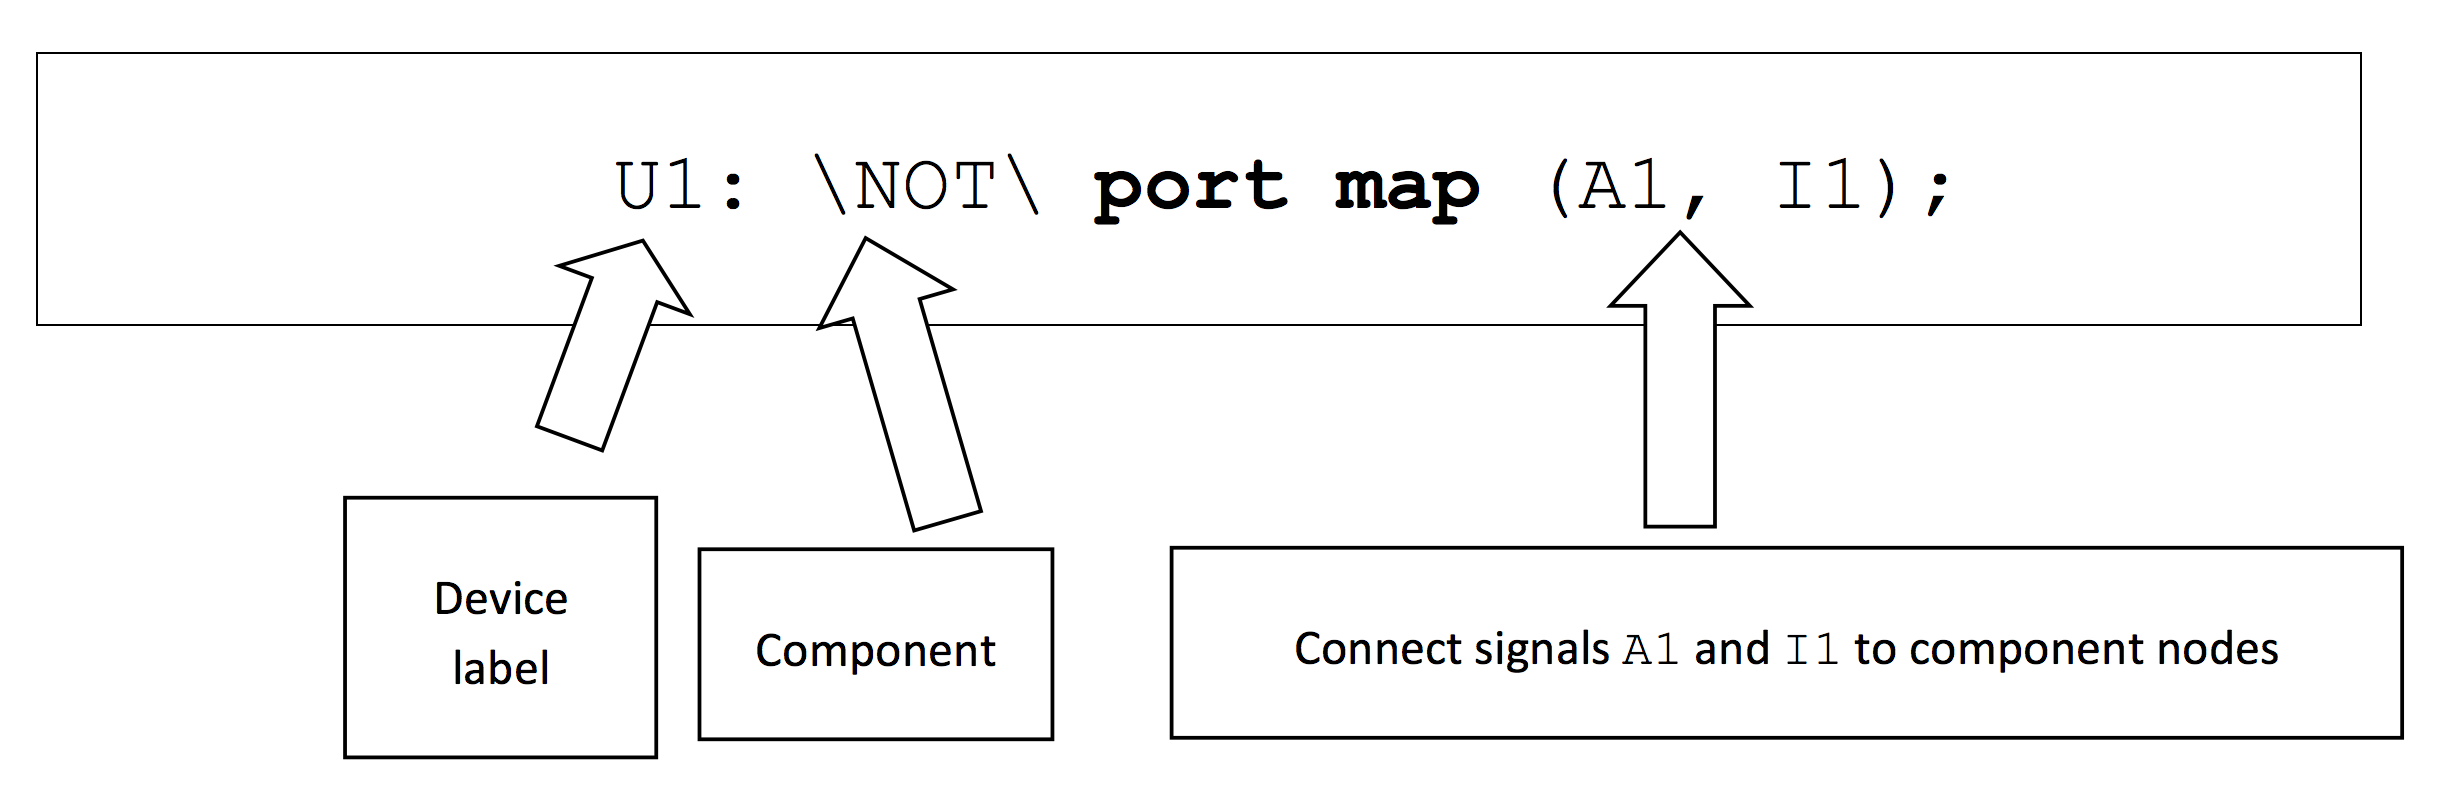 U1: \NOT\ port map (A1, I1);
Device
label
Component
Connect signals A1 and I1 to component nodes